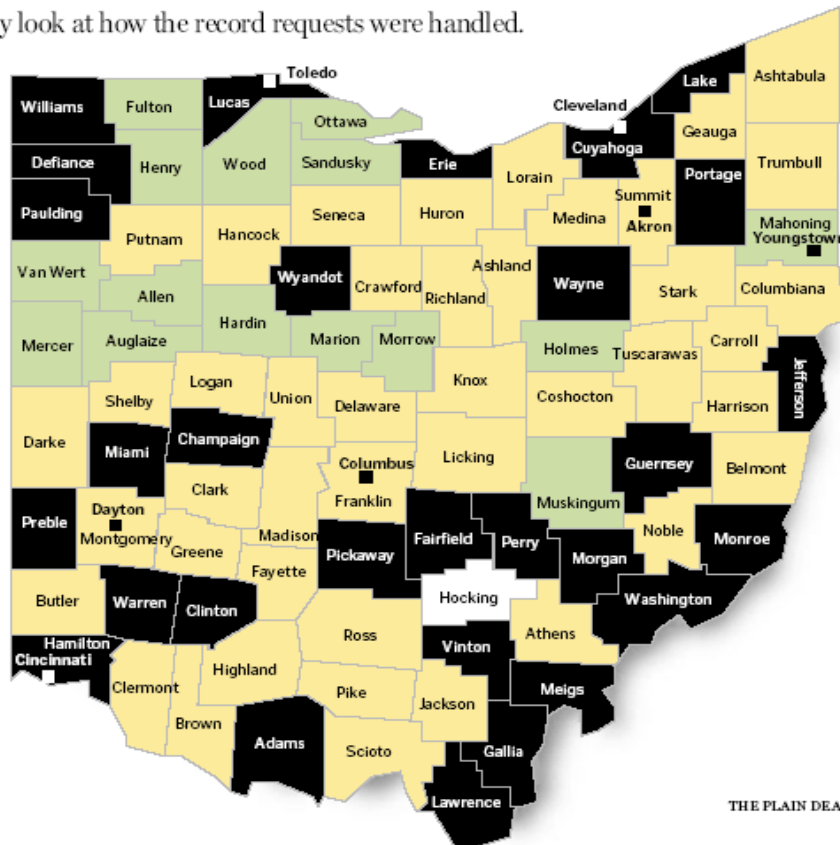 y look at how the record requests were handled.
Toledo
Lake
Ashtabula
Williams
Fulton
Lucas
Cleveland
Ottawa
Geauga
Cuyahoga
Defiance
Henry
Wood
Sandusky
Erie
Lorain
Portage
Trumbull
Paulding
Seneca
Huron
Medina
Summit
Akron
Mahoning
Youngstow
Putnam
Hancock
Van Wert
Wyandot
Crawford
Richland
Ashland
Wayne
Stark
Columbiana
Allen
Mercer
Auglaize
Hardin
Marion
Morrow
Holmes
Tuscarawas
Carroll
Jefferson
Shelby
Logan
Union
Delaware
Knox
Coshocton
Harrison
Darke
Miami
Champaign
Columbus
Franklin
Licking
Guernsey
Belmont
Clark
Muskingum
Preble
Dayton
Montgomery
Greene
Madison
Fairfield
Perry
Noble
Monroe
Pickaway
Morgan
Fayette
Butler
Warren
Clinton
Hocking
Washington
Ross
Athens
Hamilton
Cincinnati
Vinton
Highland
Clermont
Pike
Meigs
Jackson
Brown
Adams
Scioto
Gallia
Lawrence
THE PLAIN DEA